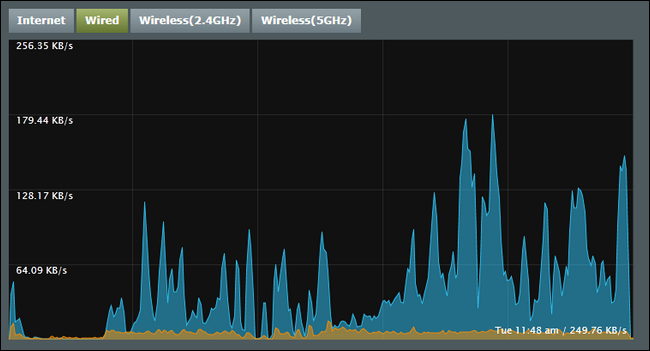 Internet Wired Wireless(2.4GHz) Wireless(5GHz)
256.35 KB/s
179.44 KB/s
128.17 KB/s
64.09 KB/s
Tue 1:48 am / 249.76 KB/s